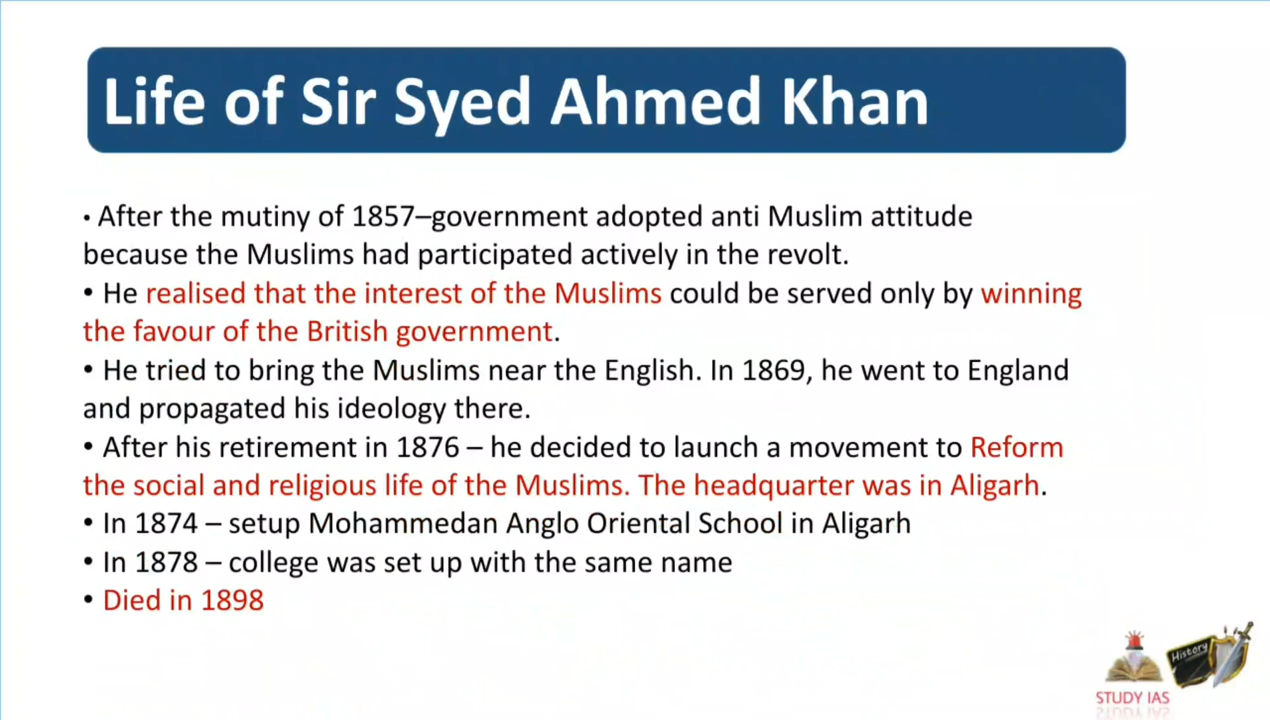 Life of Sir Syed Ahmed Khan
• After the mutiny of 1857–government adopted anti Muslim attitude
because the Muslims had participated actively in the revolt.
• He realised that the interest of the Muslims could be served only by winning
the favour of the British government.
• He tried to bring the Muslims near the English. In 1869, he went to England
and propagated his ideology there.
• After his retirement in 1876 – he decided to launch a movement to Reform
the social and religious life of the Muslims. The headquarter was in Aligarh.
• In 1874 – setup Mohammedan Anglo Oriental School in Aligarh
• In 1878 – college was set up with the same name
• Died in 1898
History
STUDY IAS